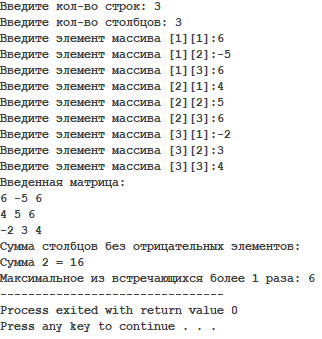 Введите кол-во строк: 3
Введите кол-во столбцов: 3
Введите элемент массива [1][1]:6
Введите элемент массива [1][2]:-5
Введите элемент массива [1][3]:6
Введите элемент массива [2][1]:4
Введите элемент массива [2][2]:5
Введите элемент массива [2][3]:6
Введите элемент массива [3][1]:-2
Введите элемент массива [3][2]:3
Введите элемент массива [3][3]:4
Введенная матрица:
6 -5 6
4 5 6
-2 3 4
Сумма столбцов без отрицательных элементов:
Сумма 2 = 16
Максимальное из встречающихся более 1 раза: 6
--------------------------------
Process exited with return value 0
Press any key to continue . . .